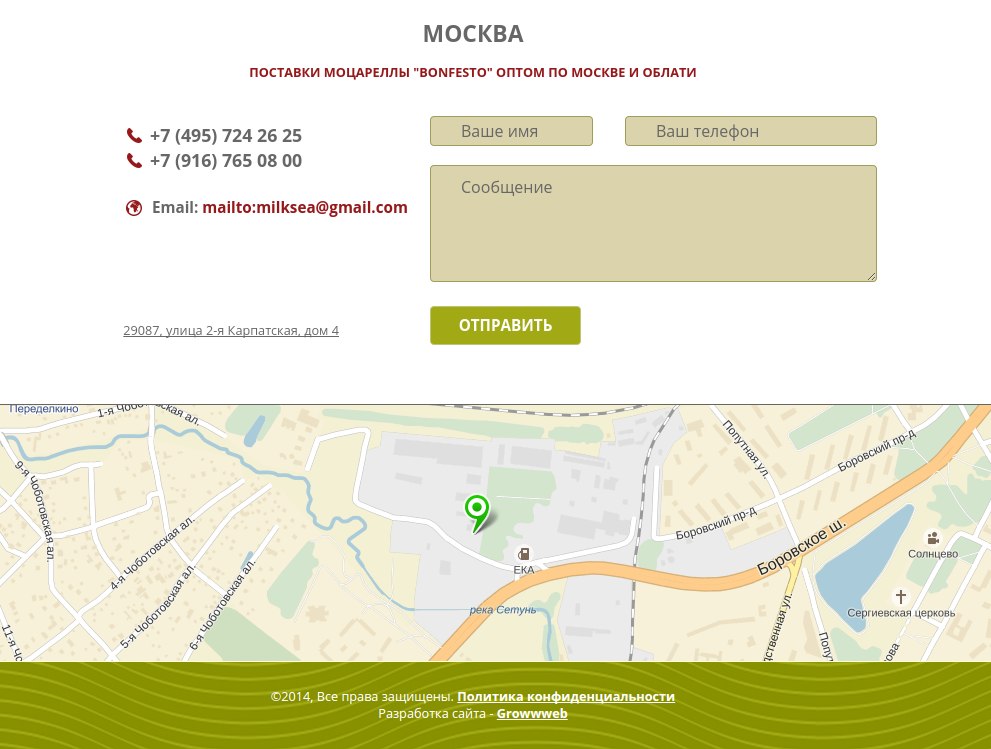 МОСКВА
ПОСТАВКИ МОЦАРЕЛЛЫ "BONFESTO" ОПТОМ ПО МОСКВЕ И ОБЛАТИ
+7 (495) 724 26 25
+7 (916) 765 08 00
Email: mailto:milksea@gmail.com
29087, улица 2-я Карпатская, дом 4
Ваше имя
Ваш телефон
Сообщение
ОТПРАВИТЬ
Переделкино
1-я Чоботовская ал.
9-я Чоботовская ал.
4-я Чоботовская ал.
5-я Чоботовская ал.
6-я Чоботовская ал.
11-я Чо
ЕКА
река Сетунь
Попутная ул.
Боровский пр-д
Боровский пр-д
Боровское ш.
Солнцево
Сергиевская церковь
дственная ул.
Попут
кова
©2014, Все права защищены. Политика конфиденциальности
Разработка сайта - Growwweb